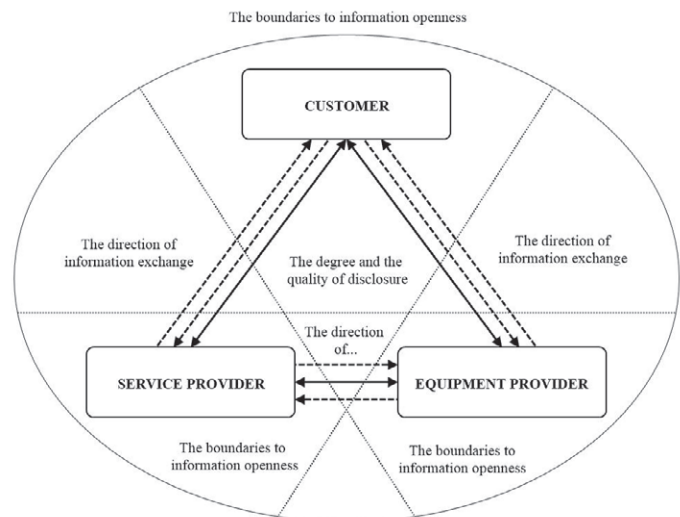 The boundaries to information openness
CUSTOMER
The direction of
information exchange
The degree and the
quality of disclosure
The direction of
information exchange
The direction
of...
SERVICE PROVIDER
EQUIPMENT PROVIDER
The boundaries to
information openness
The boundaries to
information openness